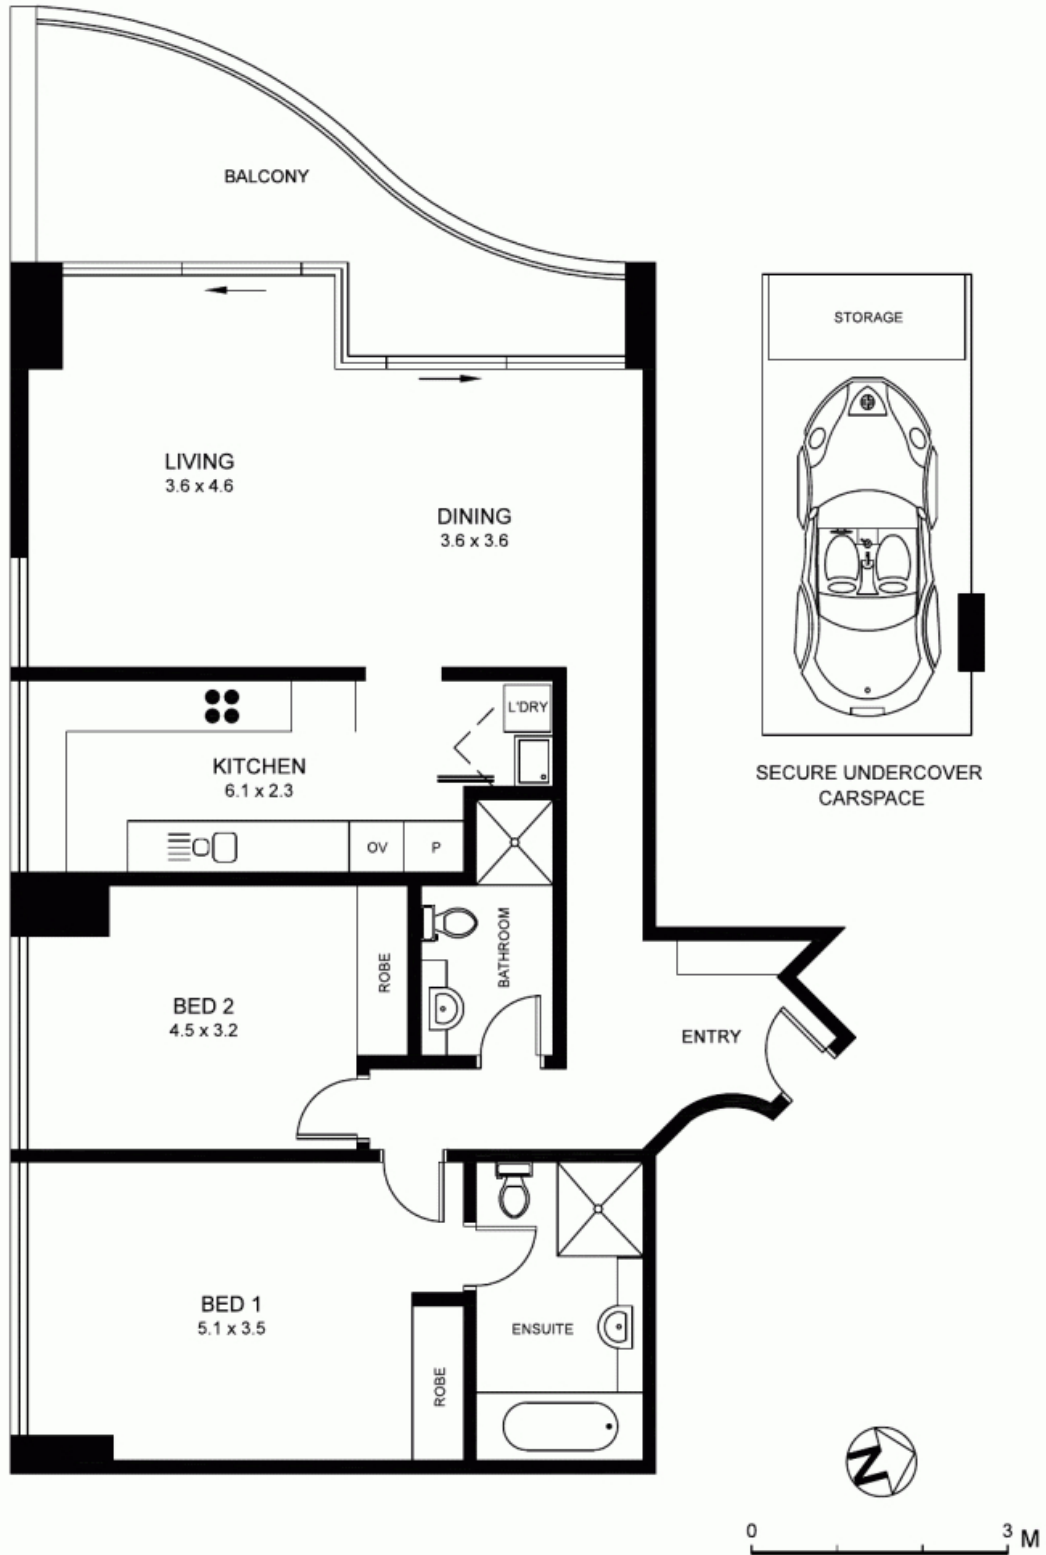 BALCONY
STORAGE
LIVING
3.6 x 4.6
DINING
3.6 x 3.6
L'DRY
KITCHEN
6.1 x 2.3
SECURE UNDERCOVER
CARSPACE
OV
P
BATHROOM
ROBE
BED 2
4.5 x 3.2
ENTRY
BED 1
5.1 x 3.5
ENSUITE
ROBE
N
0
3 M